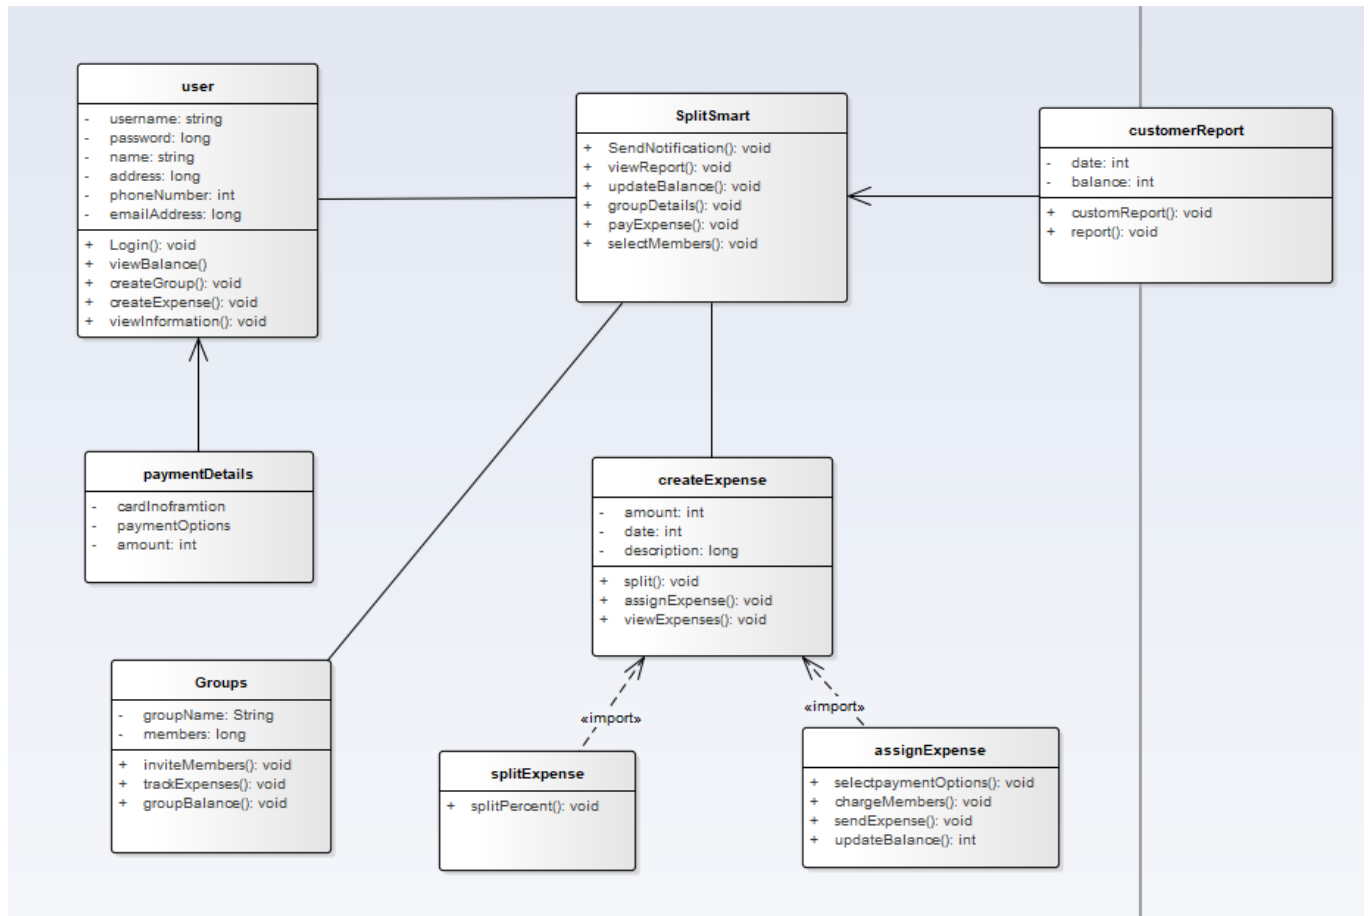 user
- username: string
- password: long
- name: string
- address: long
- phoneNumber: int
- emailAddress: long
+ Login(): void
+ viewBalance()
+ createGroup(): void
+ createExpense(): void
+ viewInformation(): void
SplitSmart
+ SendNotification(): void
+ viewReport(): void
+ updateBalance(): void
+ groupDetails(): void
+ payExpense(): void
+ selectMembers(): void
customerReport
- date: int
- balance: int
+ customReport(): void
+ report(): void
paymentDetails
- cardInoframtion
- paymentOptions
- amount: int
createExpense
- amount: int
- date: int
- description: long
+ split(): void
+ assignExpense(): void
+ viewExpenses(): void
Groups
- groupName: String
- members: long
+ inviteMembers(): void
+ trackExpenses(): void
+ groupBalance(): void
«import»
«import»
splitExpense
+ splitPercent(): void
assignExpense
+ selectpaymentOptions(): void
+ chargeMembers(): void
+ sendExpense(): void
+ updateBalance(): int